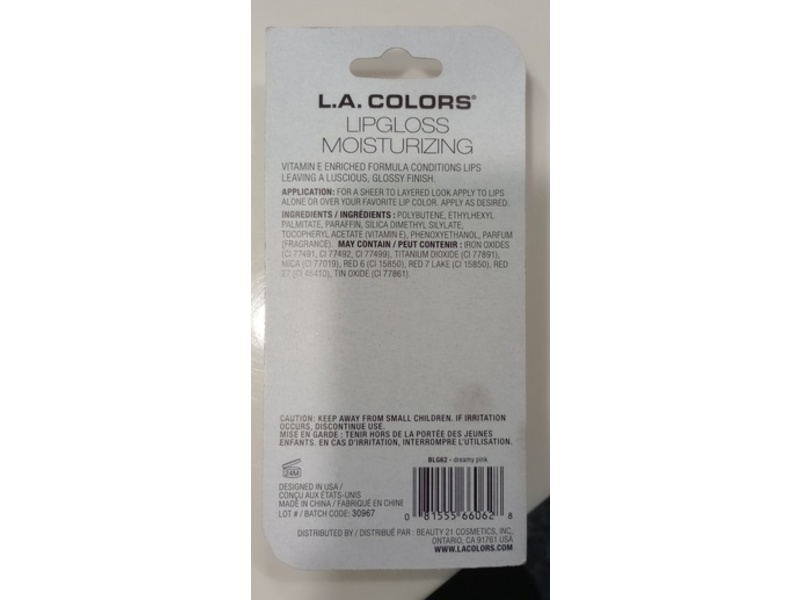 L.A. COLORS®
LIPGLOSS
MOISTURIZING
VITAMIN E ENRICHED FORMULA CONDITIONS LIPS
LEAVING A LUSCIOUS, GLOSSY FINISH.
APPLICATION: FOR A SHEER TO LAYERED LOOK APPLY TO LIPS
ALONE OR OVER YOUR FAVORITE LIP COLOR. APPLY AS DESIRED.
INGREDIENTS / INGRÉDIENTS : POLYBUTENE, ETHYLHEXYL
PALMITATE, PARAFFIN, SILICA DIMETHYL SILYLATE,
TOCOPHERYL ACETATE (VITAMIN E), PHENOXYETHANOL, PARFUM
(FRAGRANCE). MAY CONTAIN / PEUT CONTENIR : IRON OXIDES
(CI 77491, CI 77492, CI 77499), TITANIUM DIOXIDE (CI 77891),
MICA (CI 77019), RED 6 (CI 15850), RED 7 LAKE (CI 15850), RED
27 (CI 45410), TIN OXIDE (CI 77861).
CAUTION: KEEP AWAY FROM SMALL CHILDREN. IF IRRITATION
OCCURS, DISCONTINUE USE.
MISE EN GARDE : TENIR HORS DE LA PORTÉE DES JEUNES
ENFANTS. EN CAS D'IRRITATION, INTERROMPRE L'UTILISATION.
BLG62 - dreamy pink
24M
DESIGNED IN USA /
CONÇU AUX ÉTATS-UNIS
MADE IN CHINA / FABRIQUÉ EN CHINE
LOT # / BATCH CODE: 30967
0 81555 66062 8
DISTRIBUTED BY / DISTRIBUÉ PAR : BEAUTY 21 COSMETICS, INC.
ONTARIO, CA 91761 USA
WWW.LACOLORS.COM